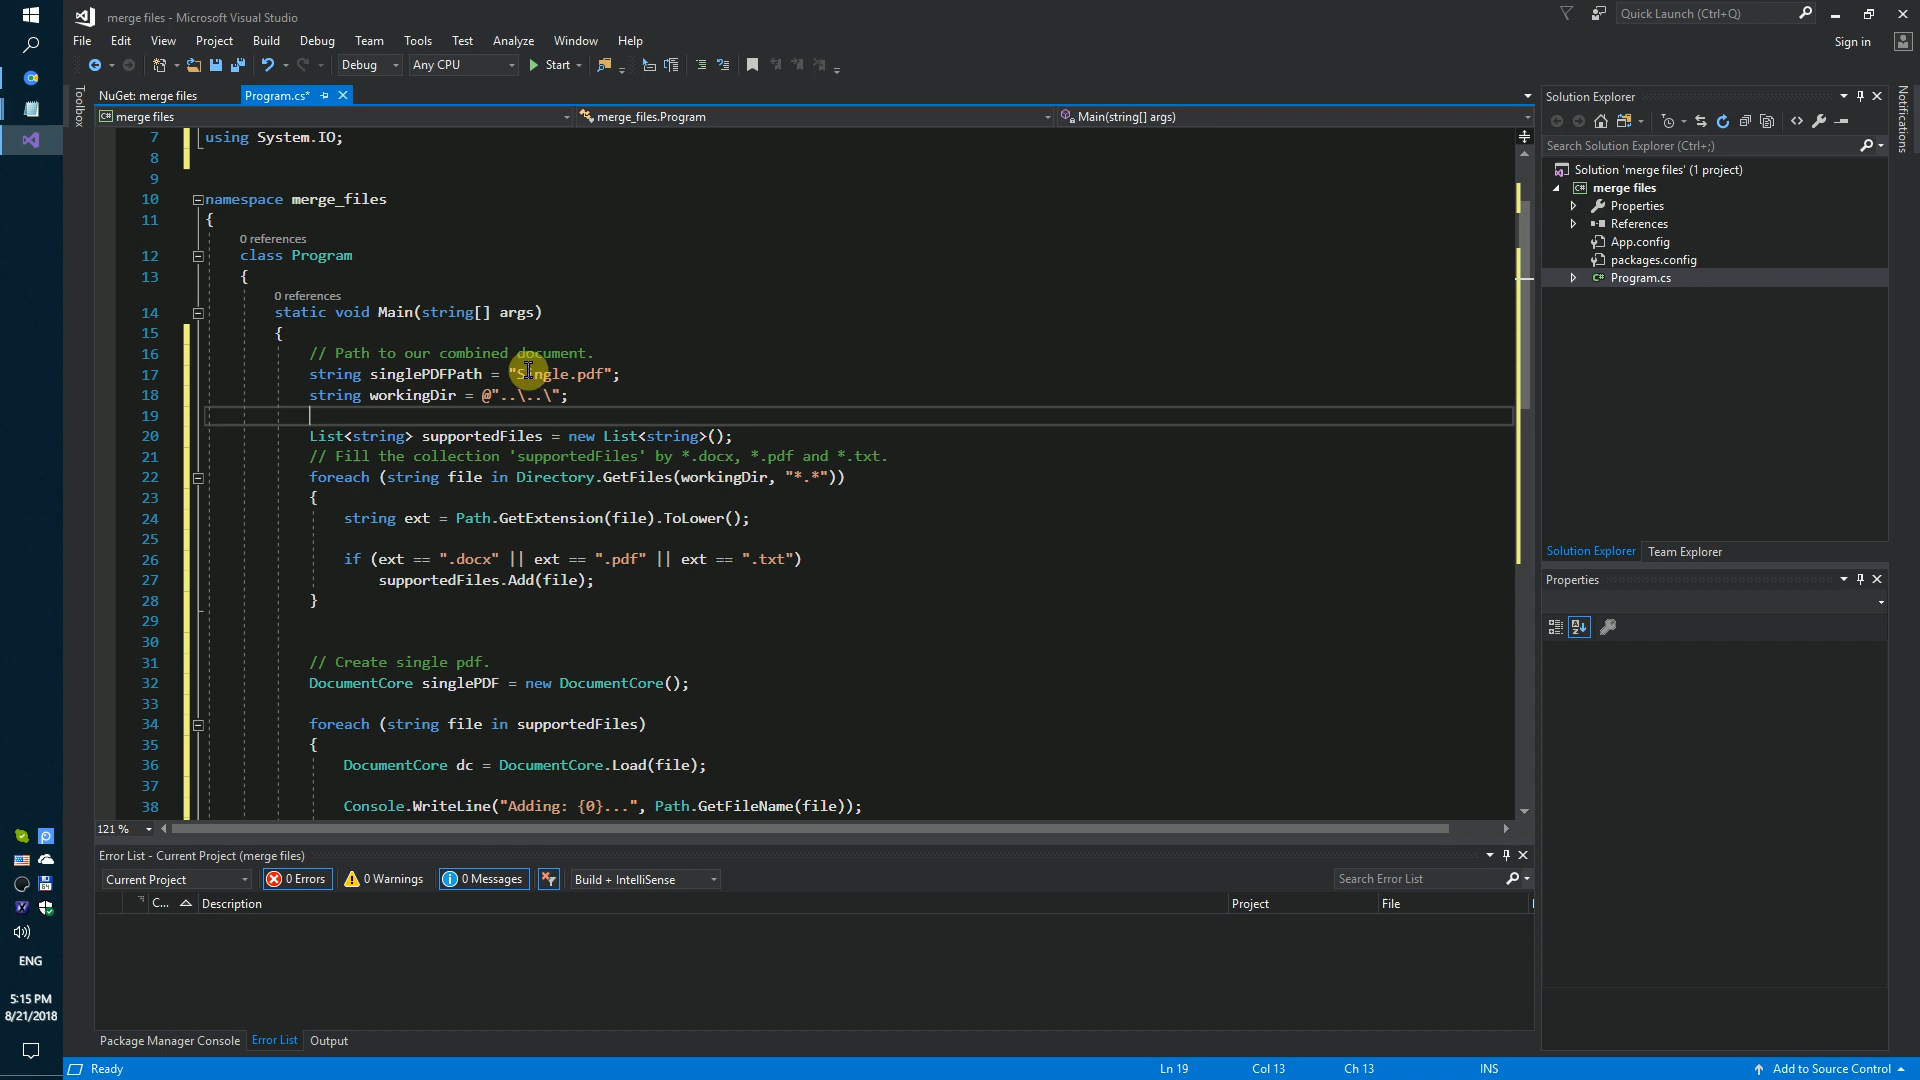 merge files - Microsoft Visual Studio
Quick Launch (Ctrl+Q)
File Edit View Project Build Debug Team Tools Test Analyze Window Help
Sign in
Debug Any CPU Start
Toolbox
NuGet: merge files Program.cs*
merge files merge_files.Program Main(string[] args)
7 using System.IO;
8
9
10 namespace merge_files
11 {
0 references
12 class Program
13 {
0 references
14 static void Main(string[] args)
15 {
16 // Path to our combined document.
17 string singlePDFPath = "Single.pdf";
18 string workingDir = @"..\..\";
19
20 List<string> supportedFiles = new List<string>();
21 // Fill the collection 'supportedFiles' by *.docx, *.pdf and *.txt.
22 foreach (string file in Directory.GetFiles(workingDir, "*.*"))
23 {
24 string ext = Path.GetExtension(file).ToLower();
25
26 if (ext == ".docx" || ext == ".pdf" || ext == ".txt")
27 supportedFiles.Add(file);
28 }
29
30
31 // Create single pdf.
32 DocumentCore singlePDF = new DocumentCore();
33
34 foreach (string file in supportedFiles)
35 {
36 DocumentCore dc = DocumentCore.Load(file);
37
38 Console.WriteLine("Adding: {0}...", Path.GetFileName(file));
121 %
Error List - Current Project (merge files)
Current Project 0 Errors 0 Warnings 0 Messages Build + IntelliSense Search Error List
C... Description Project File
Package Manager Console Error List Output
Ready Ln 19 Col 13 Ch 13 INS Add to Source Control
Solution Explorer
Search Solution Explorer (Ctrl+;)
Solution 'merge files' (1 project)
merge files
Properties
References
App.config
packages.config
Program.cs
Solution Explorer Team Explorer
Properties
Notifications
ENG
5:15 PM
8/21/2018